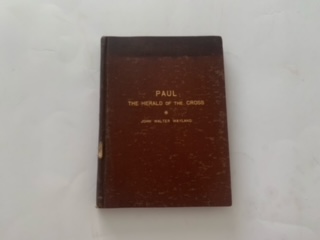 PAUL
THE HERALD OF THE CROSS
JOHN WALTER WAYLAND